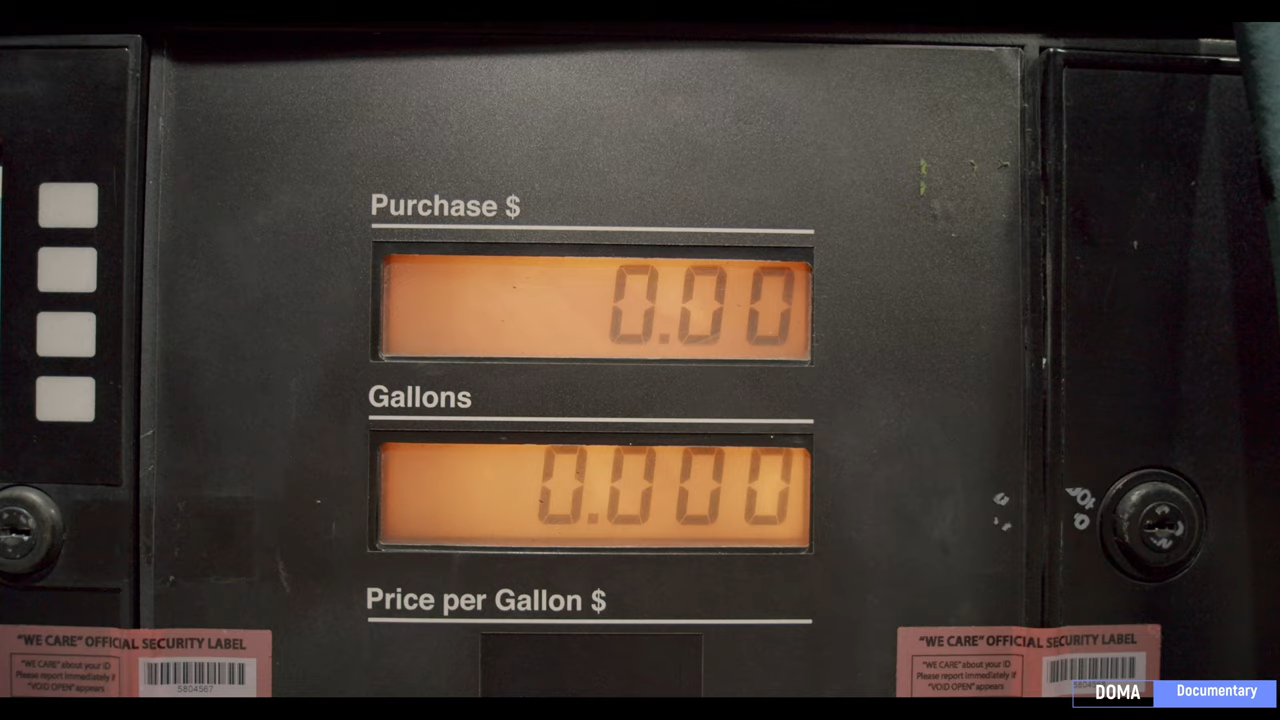 Purchase $
0.00
Gallons
0.000
Price per Gallon $
"WE CARE" OFFICIAL SECURITY LABEL
"WE CARE" about your ID
Please report immediately if
"VOID OPEN" appears
5804567
"WE CARE" OFFICIAL SECURITY LABEL
"WE CARE" about your ID
Please report immediately if
"VOID OPEN" appears
DOMA Documentary